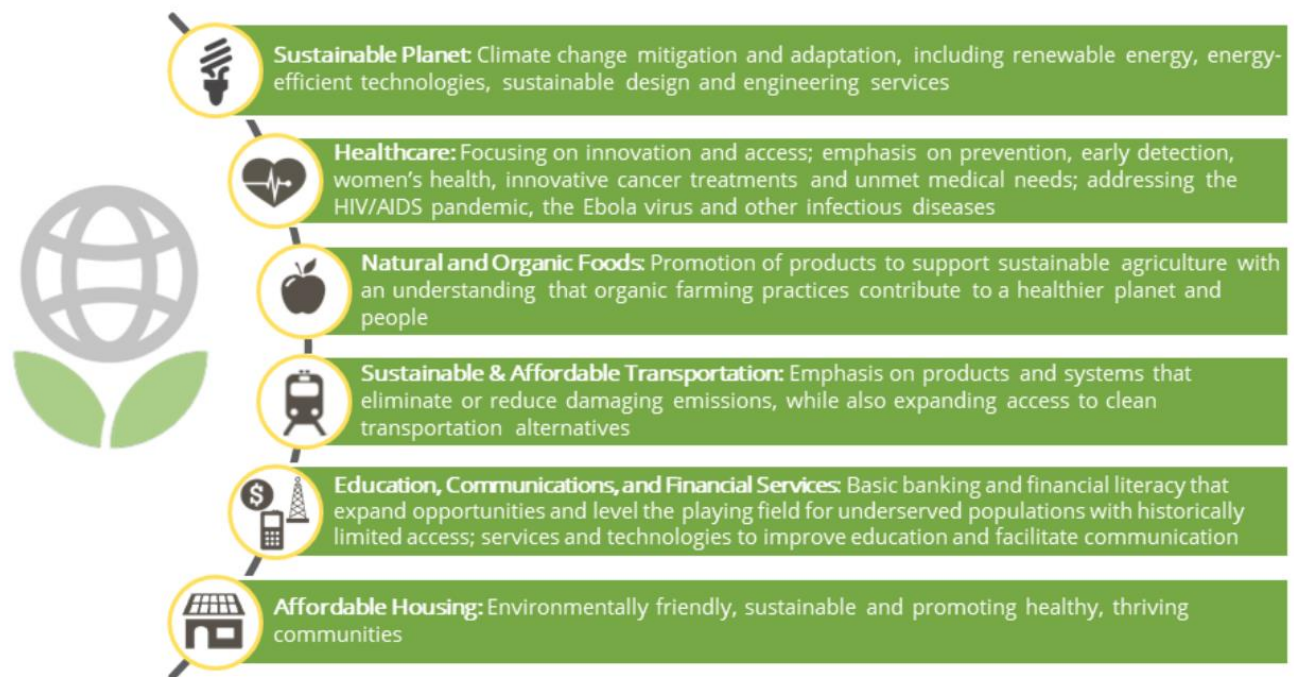 Sustainable Planet: Climate change mitigation and adaptation, including renewable energy, energy-
efficient technologies, sustainable design and engineering services
Healthcare: Focusing on innovation and access; emphasis on prevention, early detection,
women's health, innovative cancer treatments and unmet medical needs; addressing the
HIV/AIDS pandemic, the Ebola virus and other infectious diseases
Natural and Organic Foods: Promotion of products to support sustainable agriculture with
an understanding that organic farming practices contribute to a healthier planet and
people
Sustainable & Affordable Transportation: Emphasis on products and systems that
eliminate or reduce damaging emissions, while also expanding access to clean
transportation alternatives
$
Education, Communications, and Financial Services: Basic banking and financial literacy that
expand opportunities and level the playing field for underserved populations with historically
limited access; services and technologies to improve education and facilitate communication
Affordable Housing: Environmentally friendly, sustainable and promoting healthy, thriving
communities